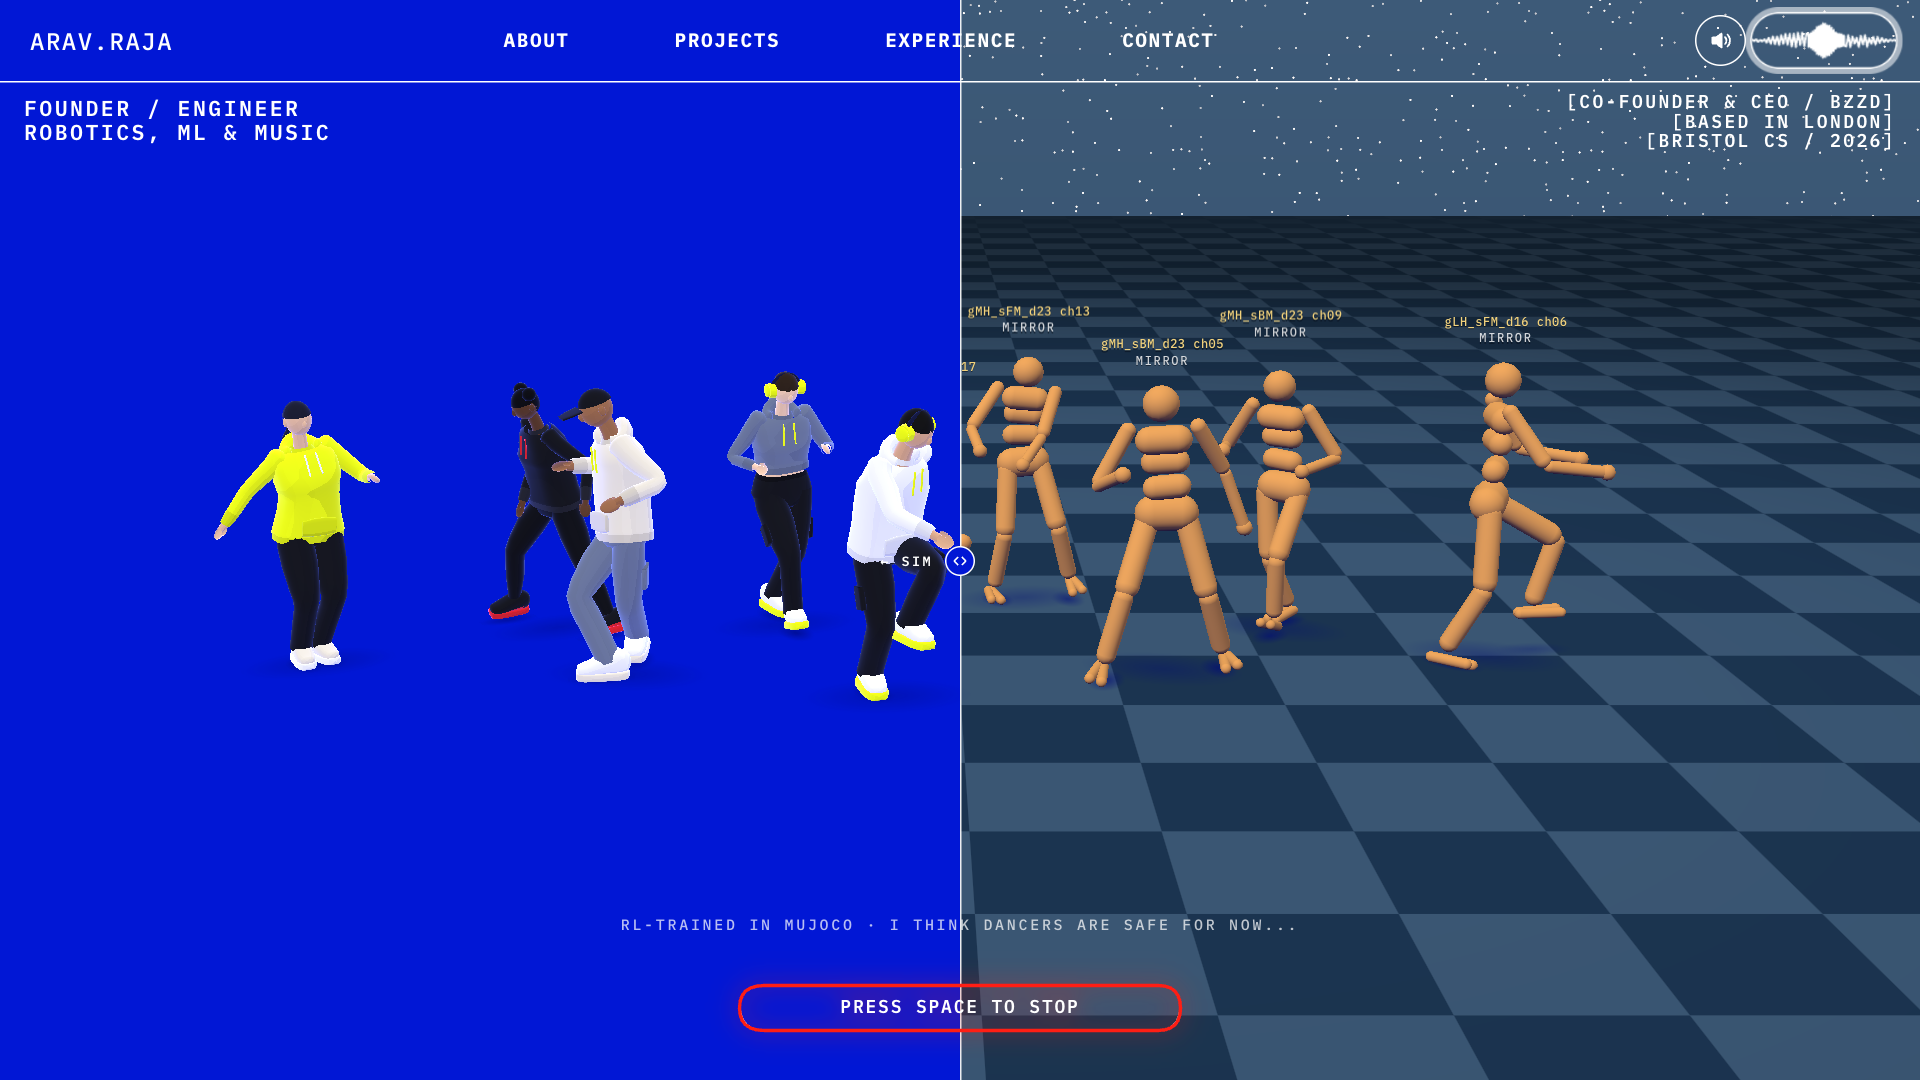 ARAV.RAJA
ABOUT
PROJECTS
EXPERIENCE
CONTACT
FOUNDER / ENGINEER
ROBOTICS, ML & MUSIC
[CO-FOUNDER & CEO / BZZD]
[BASED IN LONDON]
[BRISTOL CS / 2026]
gMH_sFM_d23 ch13
MIRROR
gMH_sBM_d23 ch05
MIRROR
gMH_sBM_d23 ch09
MIRROR
gLH_sFM_d16 ch06
MIRROR
17
SIM
RL-TRAINED IN MUJOCO · I THINK DANCERS ARE SAFE FOR NOW...
PRESS SPACE TO STOP